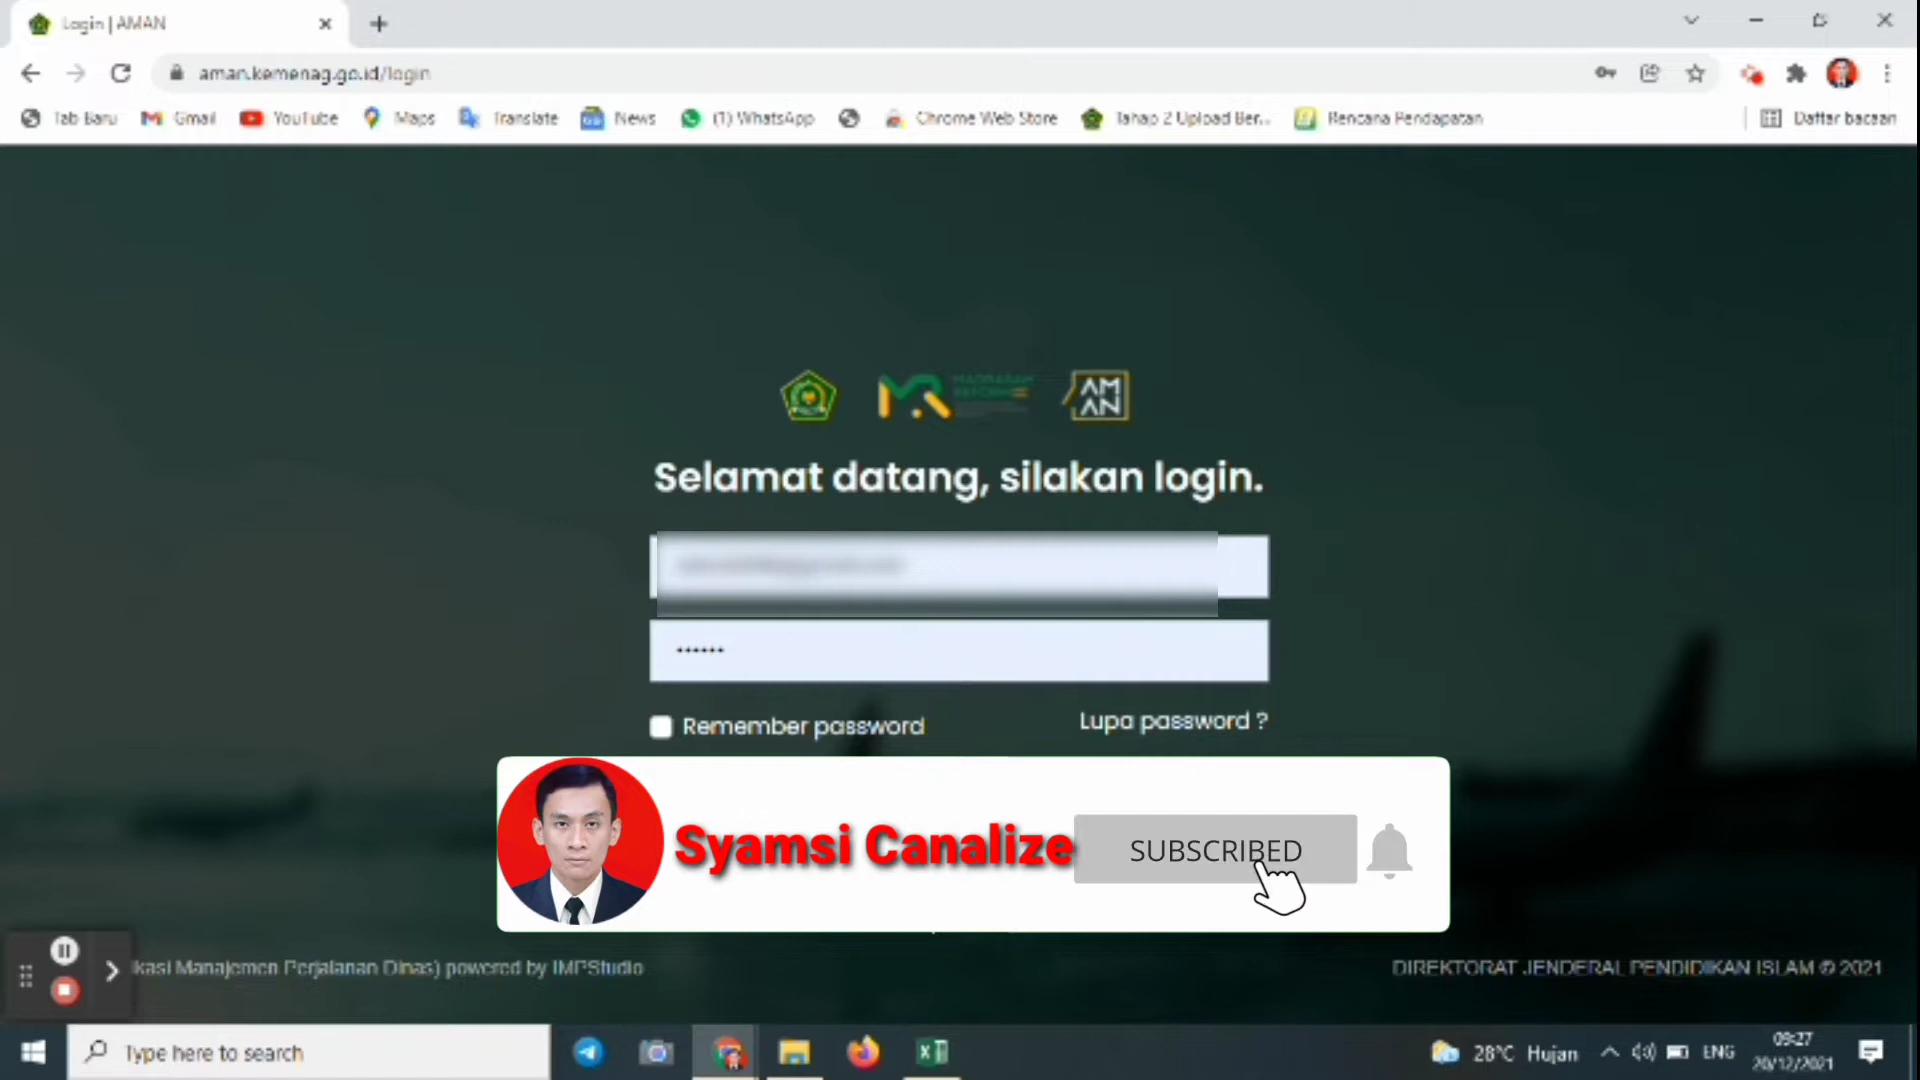 Login | AMAN
aman.kemenag.go.id/login
Tab Baru
Gmail
YouTube
Maps
Translate
News
(1) WhatsApp
Chrome Web Store
Tahap 2 Upload Ber...
Rencana Pendapatan
Daftar bacaan
MADRASAH
REFORM
AM
AN
Selamat datang, silakan login.
••••••
Remember password
Lupa password ?
Syamsi Canalize
SUBSCRIBED
kasi Manajemen Perjalanan Dinas) powered by IMPStudio
DIREKTORAT JENDERAL PENDIDIKAN ISLAM © 2021
Type here to search
28°C Hujan
ENG
09:27
20/12/2021